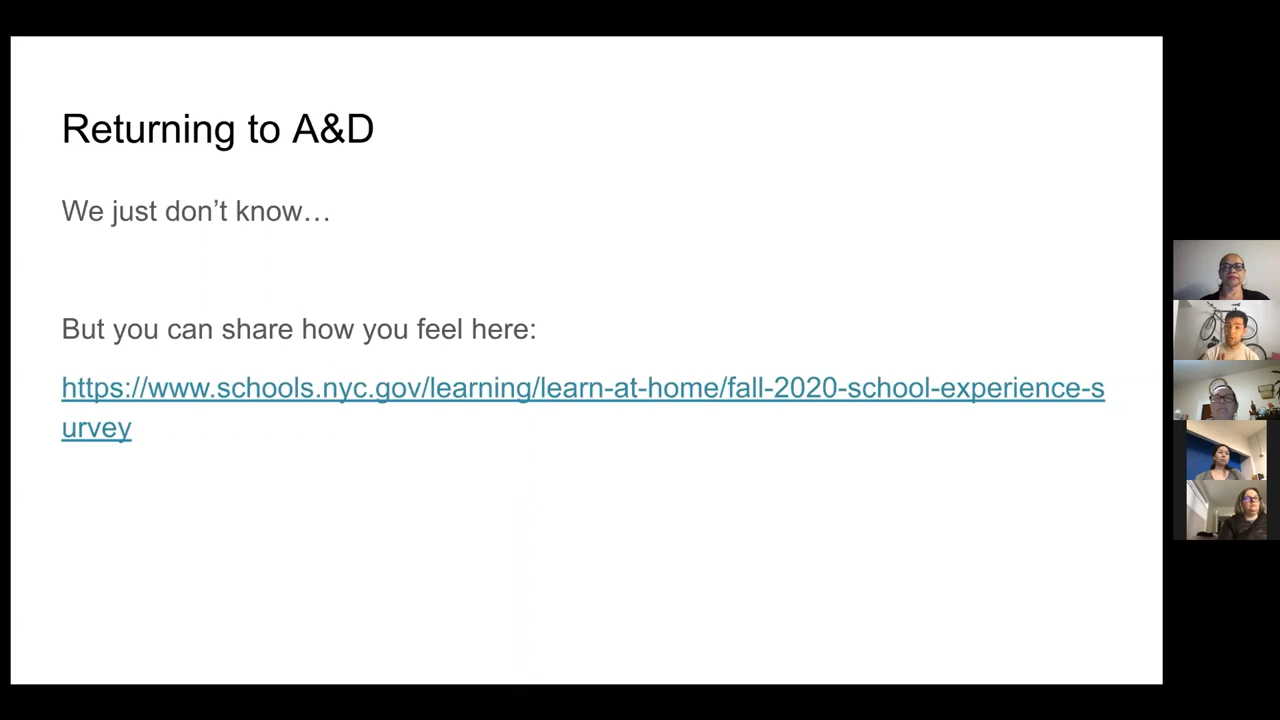 Returning to A&D
We just don’t know…
But you can share how you feel here:
https://www.schools.nyc.gov/learning/learn-at-home/fall-2020-school-experience-s
urvey